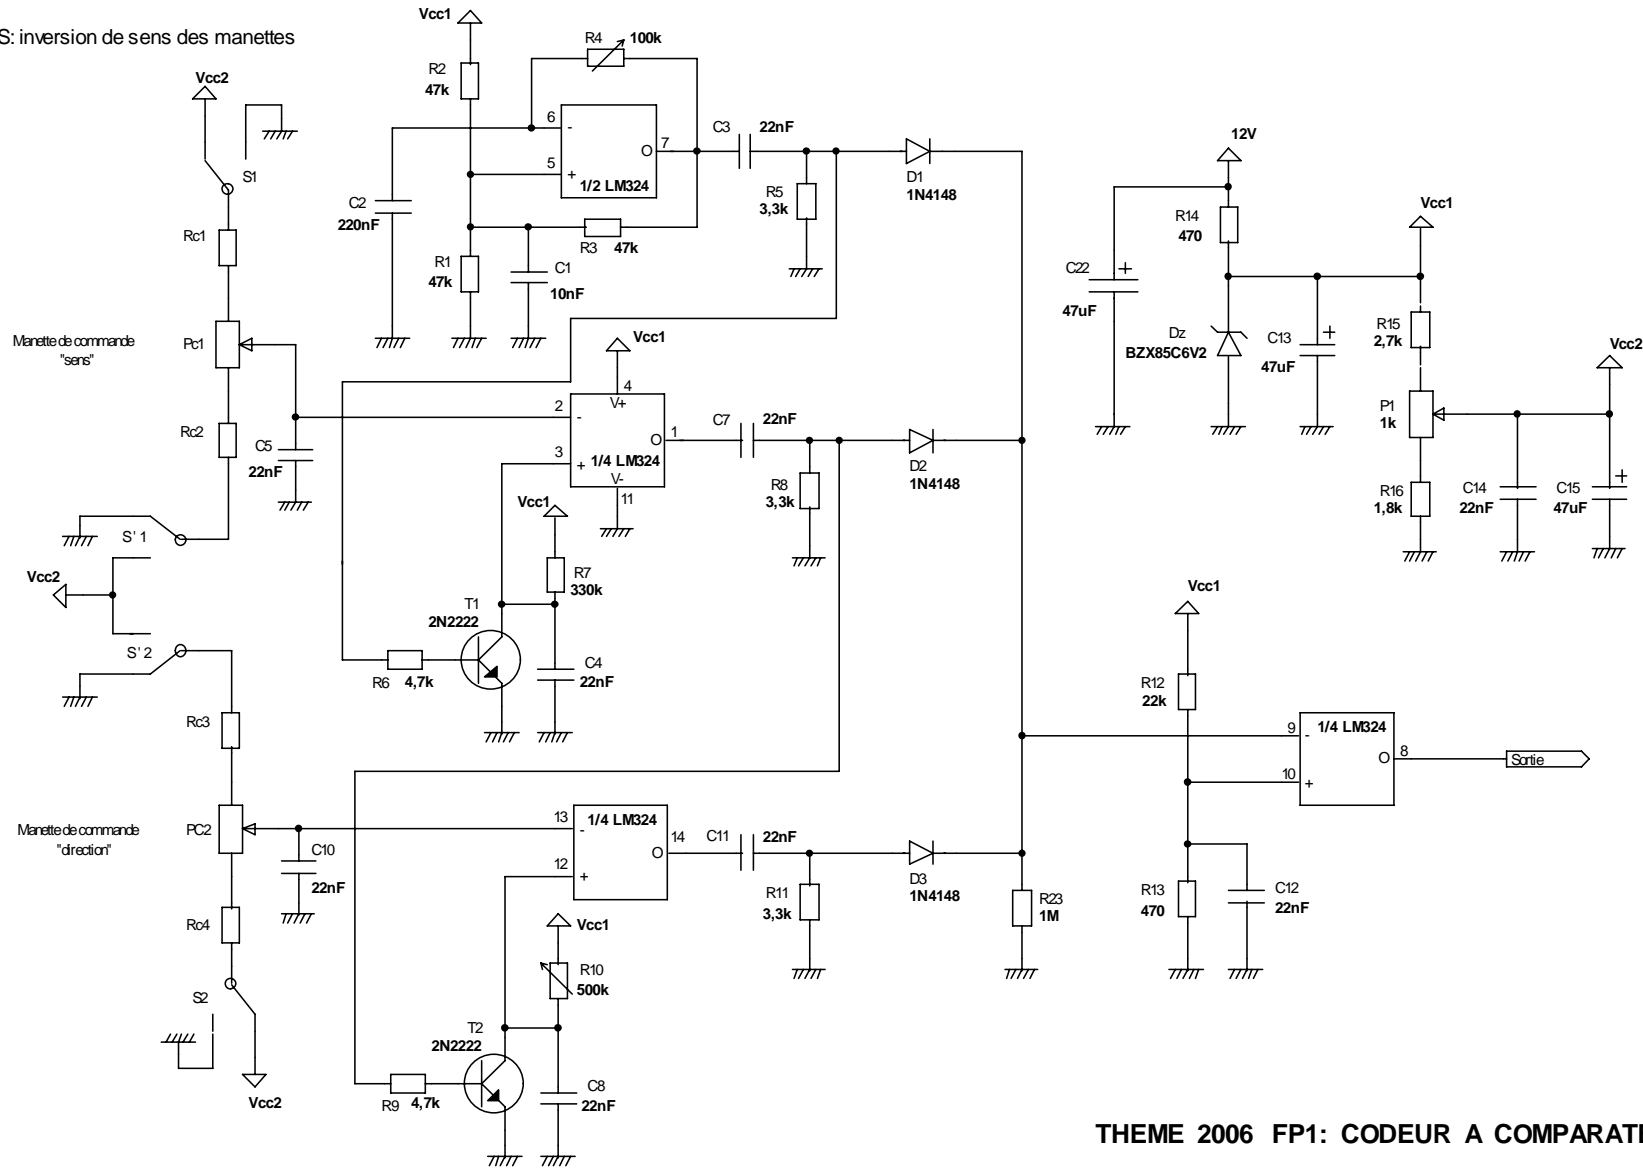 S: inversion de sens des manettes
Vcc2
S1
Rc1
Manette de commande
"sens"
Pc1
Rc2
C5
22nF
S' 1
Vcc2
S' 2
Rc3
Manette de commande
"direction"
PC2
C10
22nF
Rc4
S2
Vcc2
Vcc1
R2
47k
R4
100k
6
-
5
+
O
7
1/2 LM324
C2
220nF
R1
47k
C1
10nF
R3
47k
C3
22nF
R5
3,3k
D1
1N4148
Vcc1
4
V+
2
-
3
+
O
1
1/4 LM324
V-
11
C7
22nF
R8
3,3k
D2
1N4148
Vcc1
R7
330k
T1
2N2222
R6
4,7k
C4
22nF
13
-
1/4 LM324
12
+
O
14
C11
22nF
R11
3,3k
D3
1N4148
R23
1M
Vcc1
R10
500k
T2
2N2222
R9
4,7k
C8
22nF
12V
C22
+
47uF
R14
470
Dz
BZX85C6V2
C13
+
47uF
Vcc1
R15
2,7k
P1
1k
R16
1,8k
C14
22nF
C15
+
47uF
Vcc2
Vcc1
R12
22k
9
-
1/4 LM324
10
+
O
8
Sortie
R13
470
C12
22nF
THEME 2006 FP1: CODEUR A COMPARATE